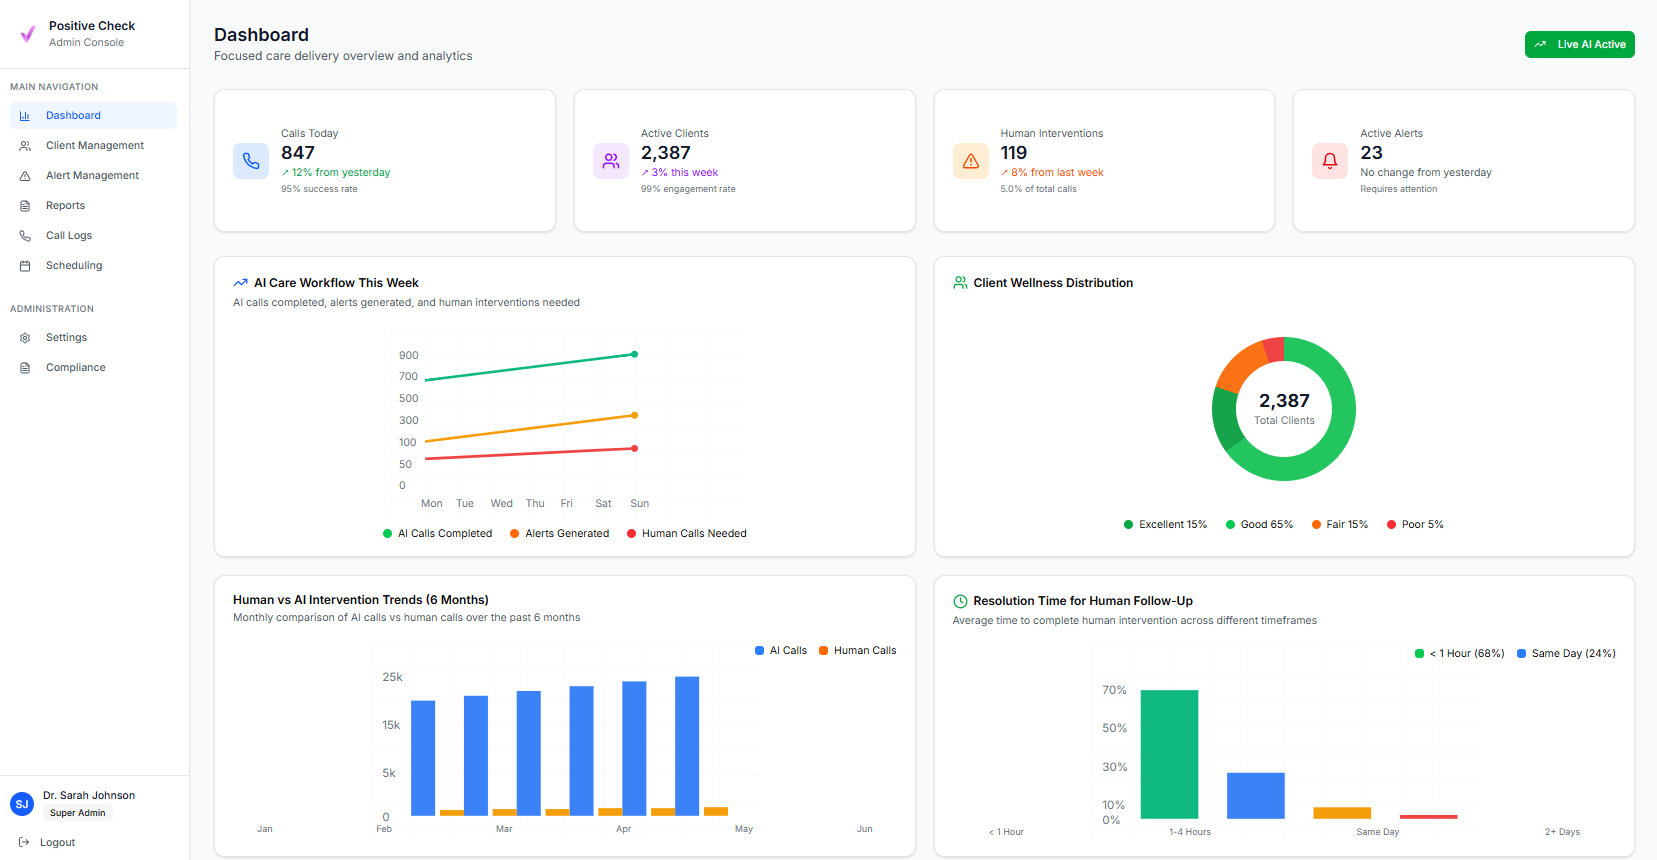 Positive Check
Admin Console
MAIN NAVIGATION
Dashboard
Client Management
Alert Management
Reports
Call Logs
Scheduling
ADMINISTRATION
Settings
Compliance
SJ
Dr. Sarah Johnson
Super Admin
Logout
Dashboard
Focused care delivery overview and analytics
Live AI Active
Calls Today
847
↗ 12% from yesterday
95% success rate
Active Clients
2,387
↗ 3% this week
99% engagement rate
Human Interventions
119
↗ 8% from last week
5.0% of total calls
Active Alerts
23
No change from yesterday
Requires attention
AI Care Workflow This Week
AI calls completed, alerts generated, and human interventions needed
900
700
500
300
100
50
0
Mon Tue Wed Thu Fri Sat Sun
AI Calls Completed Alerts Generated Human Calls Needed
Client Wellness Distribution
2,387
Total Clients
Excellent 15% Good 65% Fair 15% Poor 5%
Human vs AI Intervention Trends (6 Months)
Monthly comparison of AI calls vs human calls over the past 6 months
AI Calls Human Calls
25k
15k
5k
0
Jan Feb Mar Apr May Jun
Resolution Time for Human Follow-Up
Average time to complete human intervention across different timeframes
< 1 Hour (68%) Same Day (24%)
70%
50%
30%
10%
0%
< 1 Hour 1-4 Hours Same Day 2+ Days